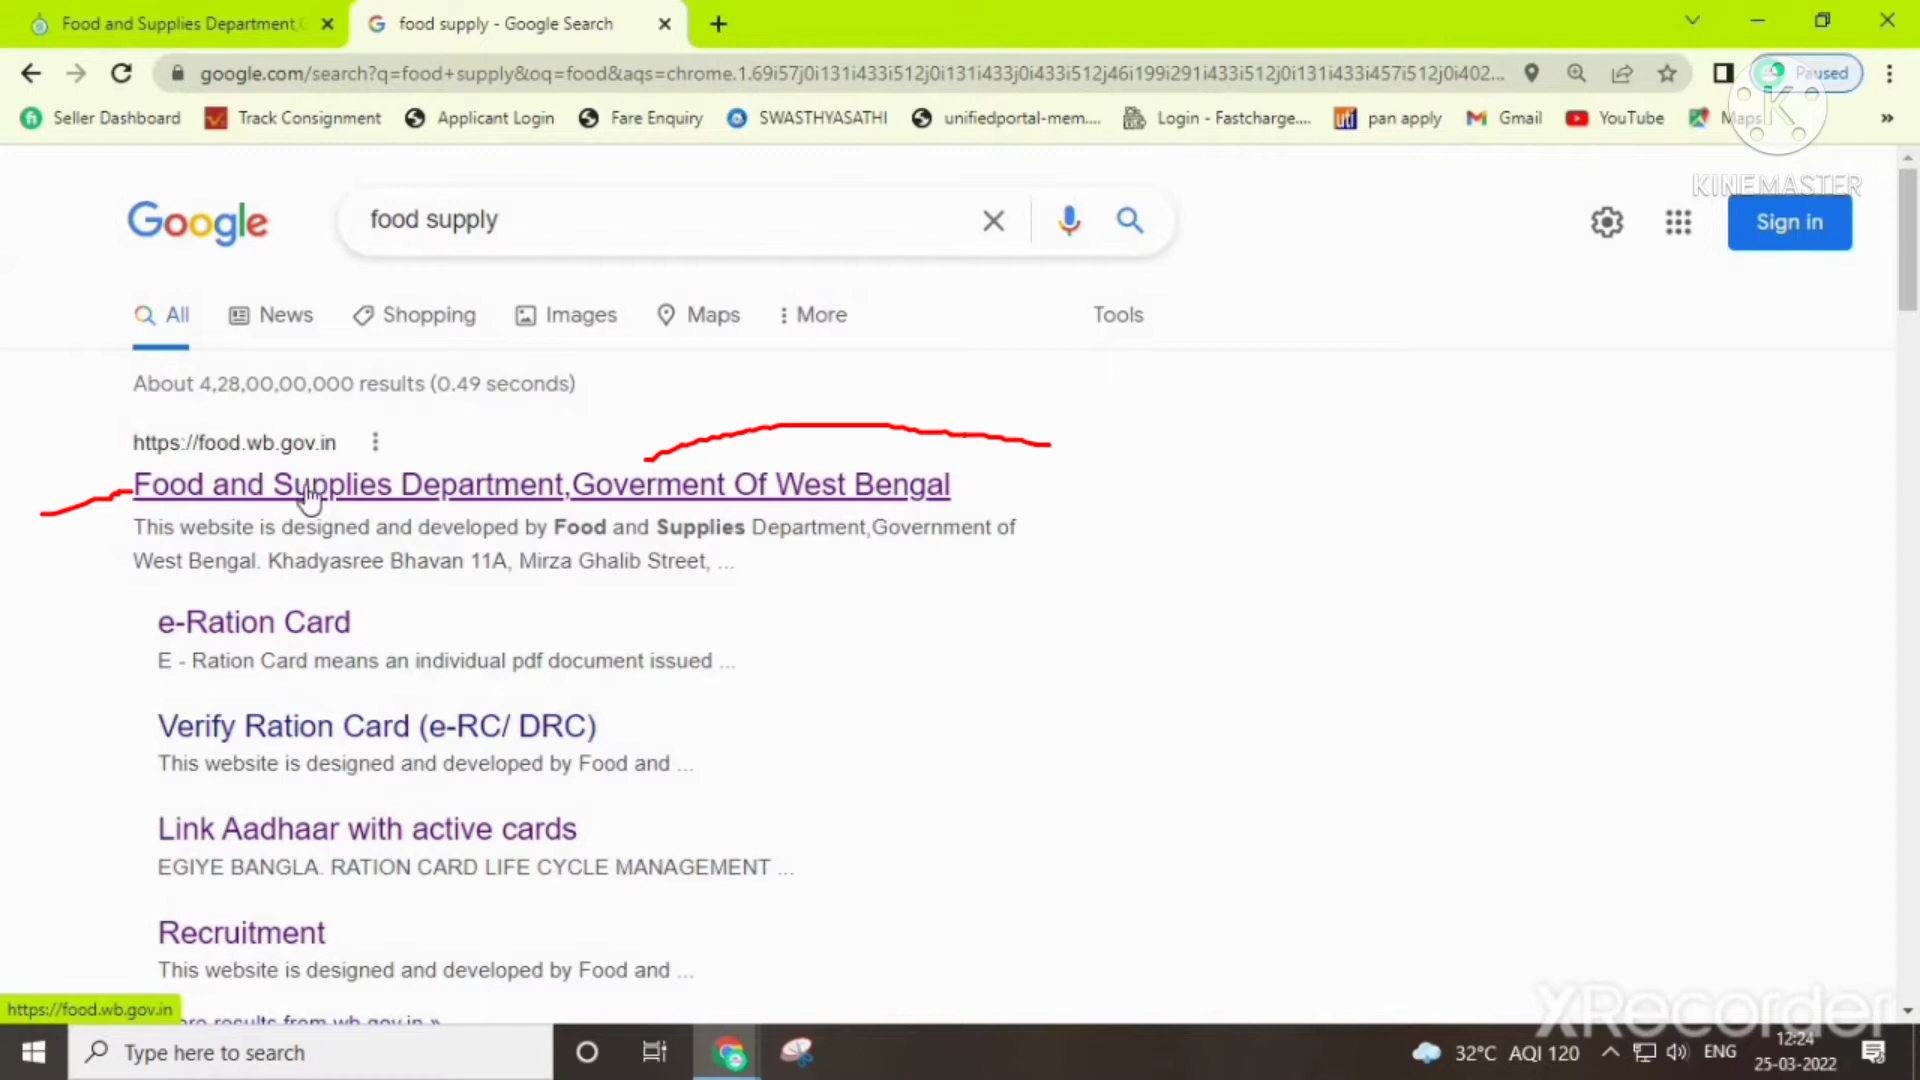 Food and Supplies Department,G
food supply - Google Search
google.com/search?q=food+supply&oq=food&aqs=chrome.1.69i57j0i131i433i512j0i131i433j0i433i512j46i199i291i433i512j0i131i433i457i512j0i402...
Paused
Seller Dashboard
Track Consignment
Applicant Login
Fare Enquiry
SWASTHYASATHI
unifiedportal-mem....
Login - Fastcharge....
uti
pan apply
Gmail
YouTube
Maps
»
K
KINEMASTER
Google
food supply
Sign in
All
News
Shopping
Images
Maps
More
Tools
About 4,28,00,00,000 results (0.49 seconds)
https://food.wb.gov.in
Food and Supplies Department,Goverment Of West Bengal
This website is designed and developed by Food and Supplies Department,Government of
West Bengal. Khadyasree Bhavan 11A, Mirza Ghalib Street, ...
e-Ration Card
E - Ration Card means an individual pdf document issued ...
Verify Ration Card (e-RC/ DRC)
This website is designed and developed by Food and ...
Link Aadhaar with active cards
EGIYE BANGLA. RATION CARD LIFE CYCLE MANAGEMENT ...
Recruitment
This website is designed and developed by Food and ...
https://food.wb.gov.in
results from wb.gov.in »
XRecorder
Type here to search
32°C AQI 120
ENG
12:24
25-03-2022